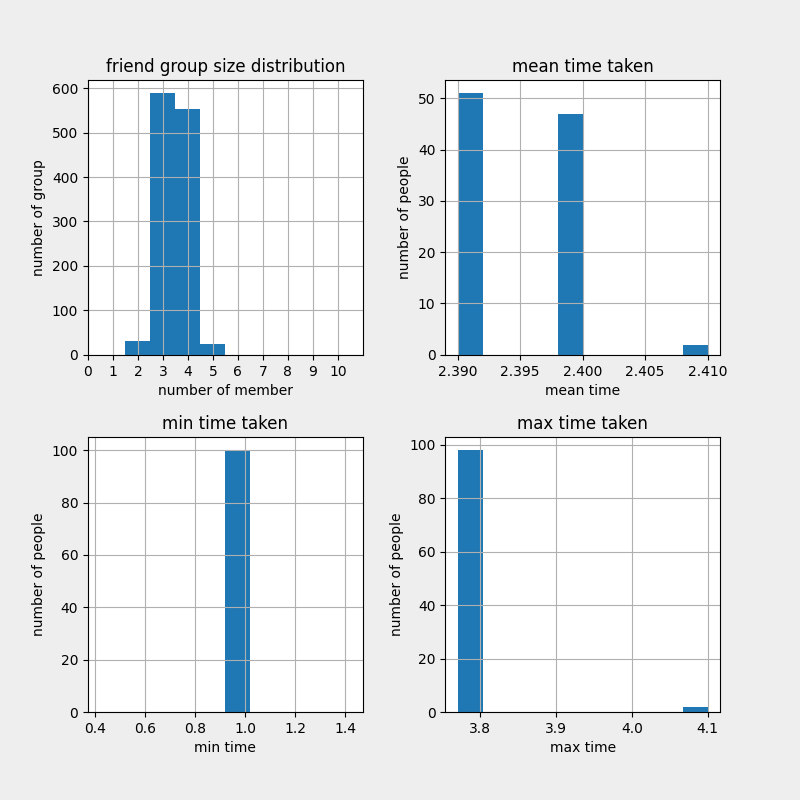 friend group size distribution
number of group
600
500
400
300
200
100
0
0 1 2 3 4 5 6 7 8 9 10
number of member
mean time taken
number of people
50
40
30
20
10
0
2.390 2.395 2.400 2.405 2.410
mean time
min time taken
number of people
100
80
60
40
20
0
0.4 0.6 0.8 1.0 1.2 1.4
min time
max time taken
number of people
100
80
60
40
20
0
3.8 3.9 4.0 4.1
max time